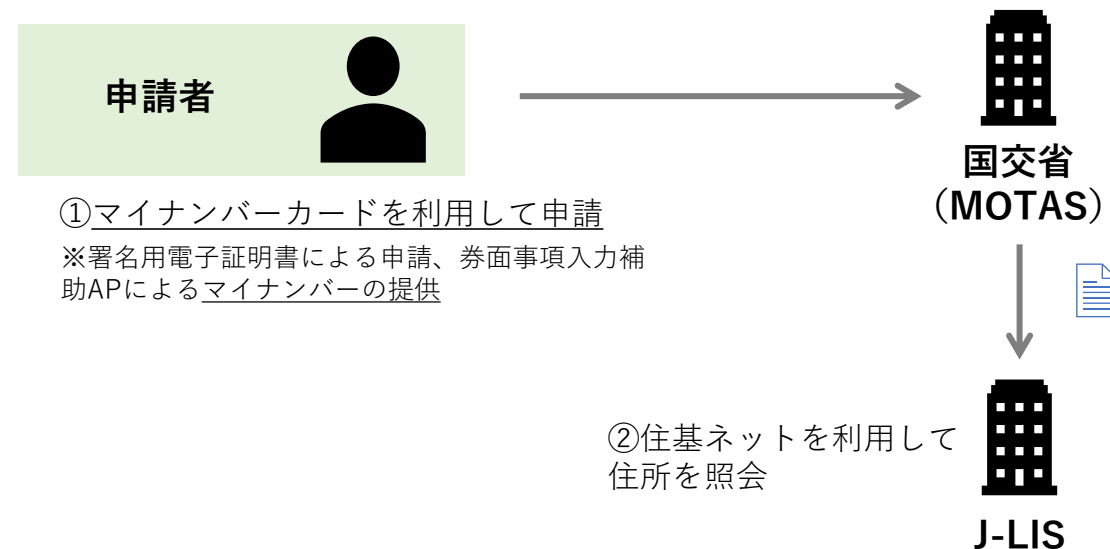 申請者
国交省
（MOTAS）
①マイナンバーカードを利用して申請
※署名用電子証明書による申請、券面事項入力補
助APによるマイナンバーの提供
②住基ネットを利用して
住所を照会
J-LIS